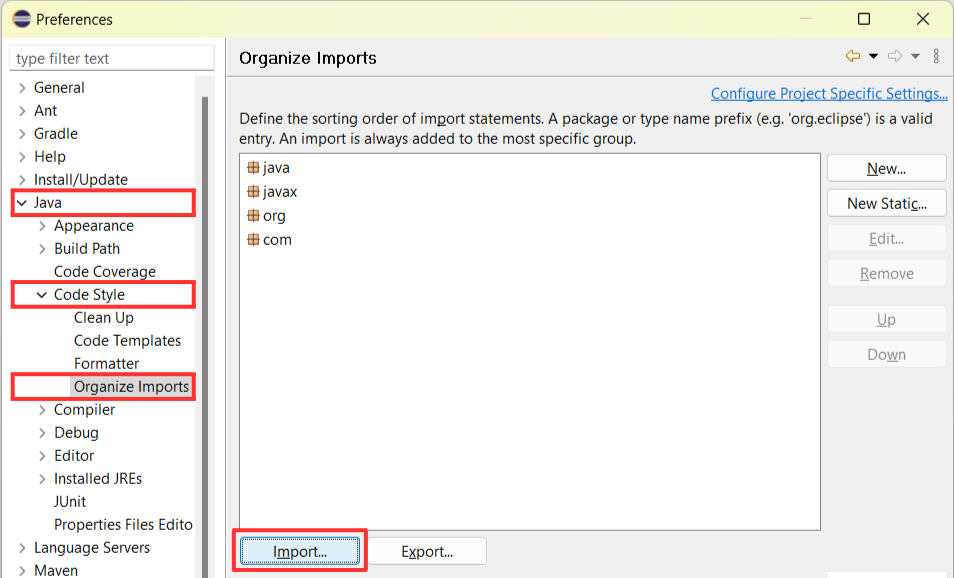 Preferences
type filter text
General
Ant
Gradle
Help
Install/Update
Java
Appearance
Build Path
Code Coverage
Code Style
Clean Up
Code Templates
Formatter
Organize Imports
Compiler
Debug
Editor
Installed JREs
JUnit
Properties Files Edito
Language Servers
Maven
Organize Imports
Configure Project Specific Settings...
Define the sorting order of import statements. A package or type name prefix (e.g. 'org.eclipse') is a valid
entry. An import is always added to the most specific group.
java
javax
org
com
New...
New Static...
Edit...
Remove
Up
Down
Import...
Export...